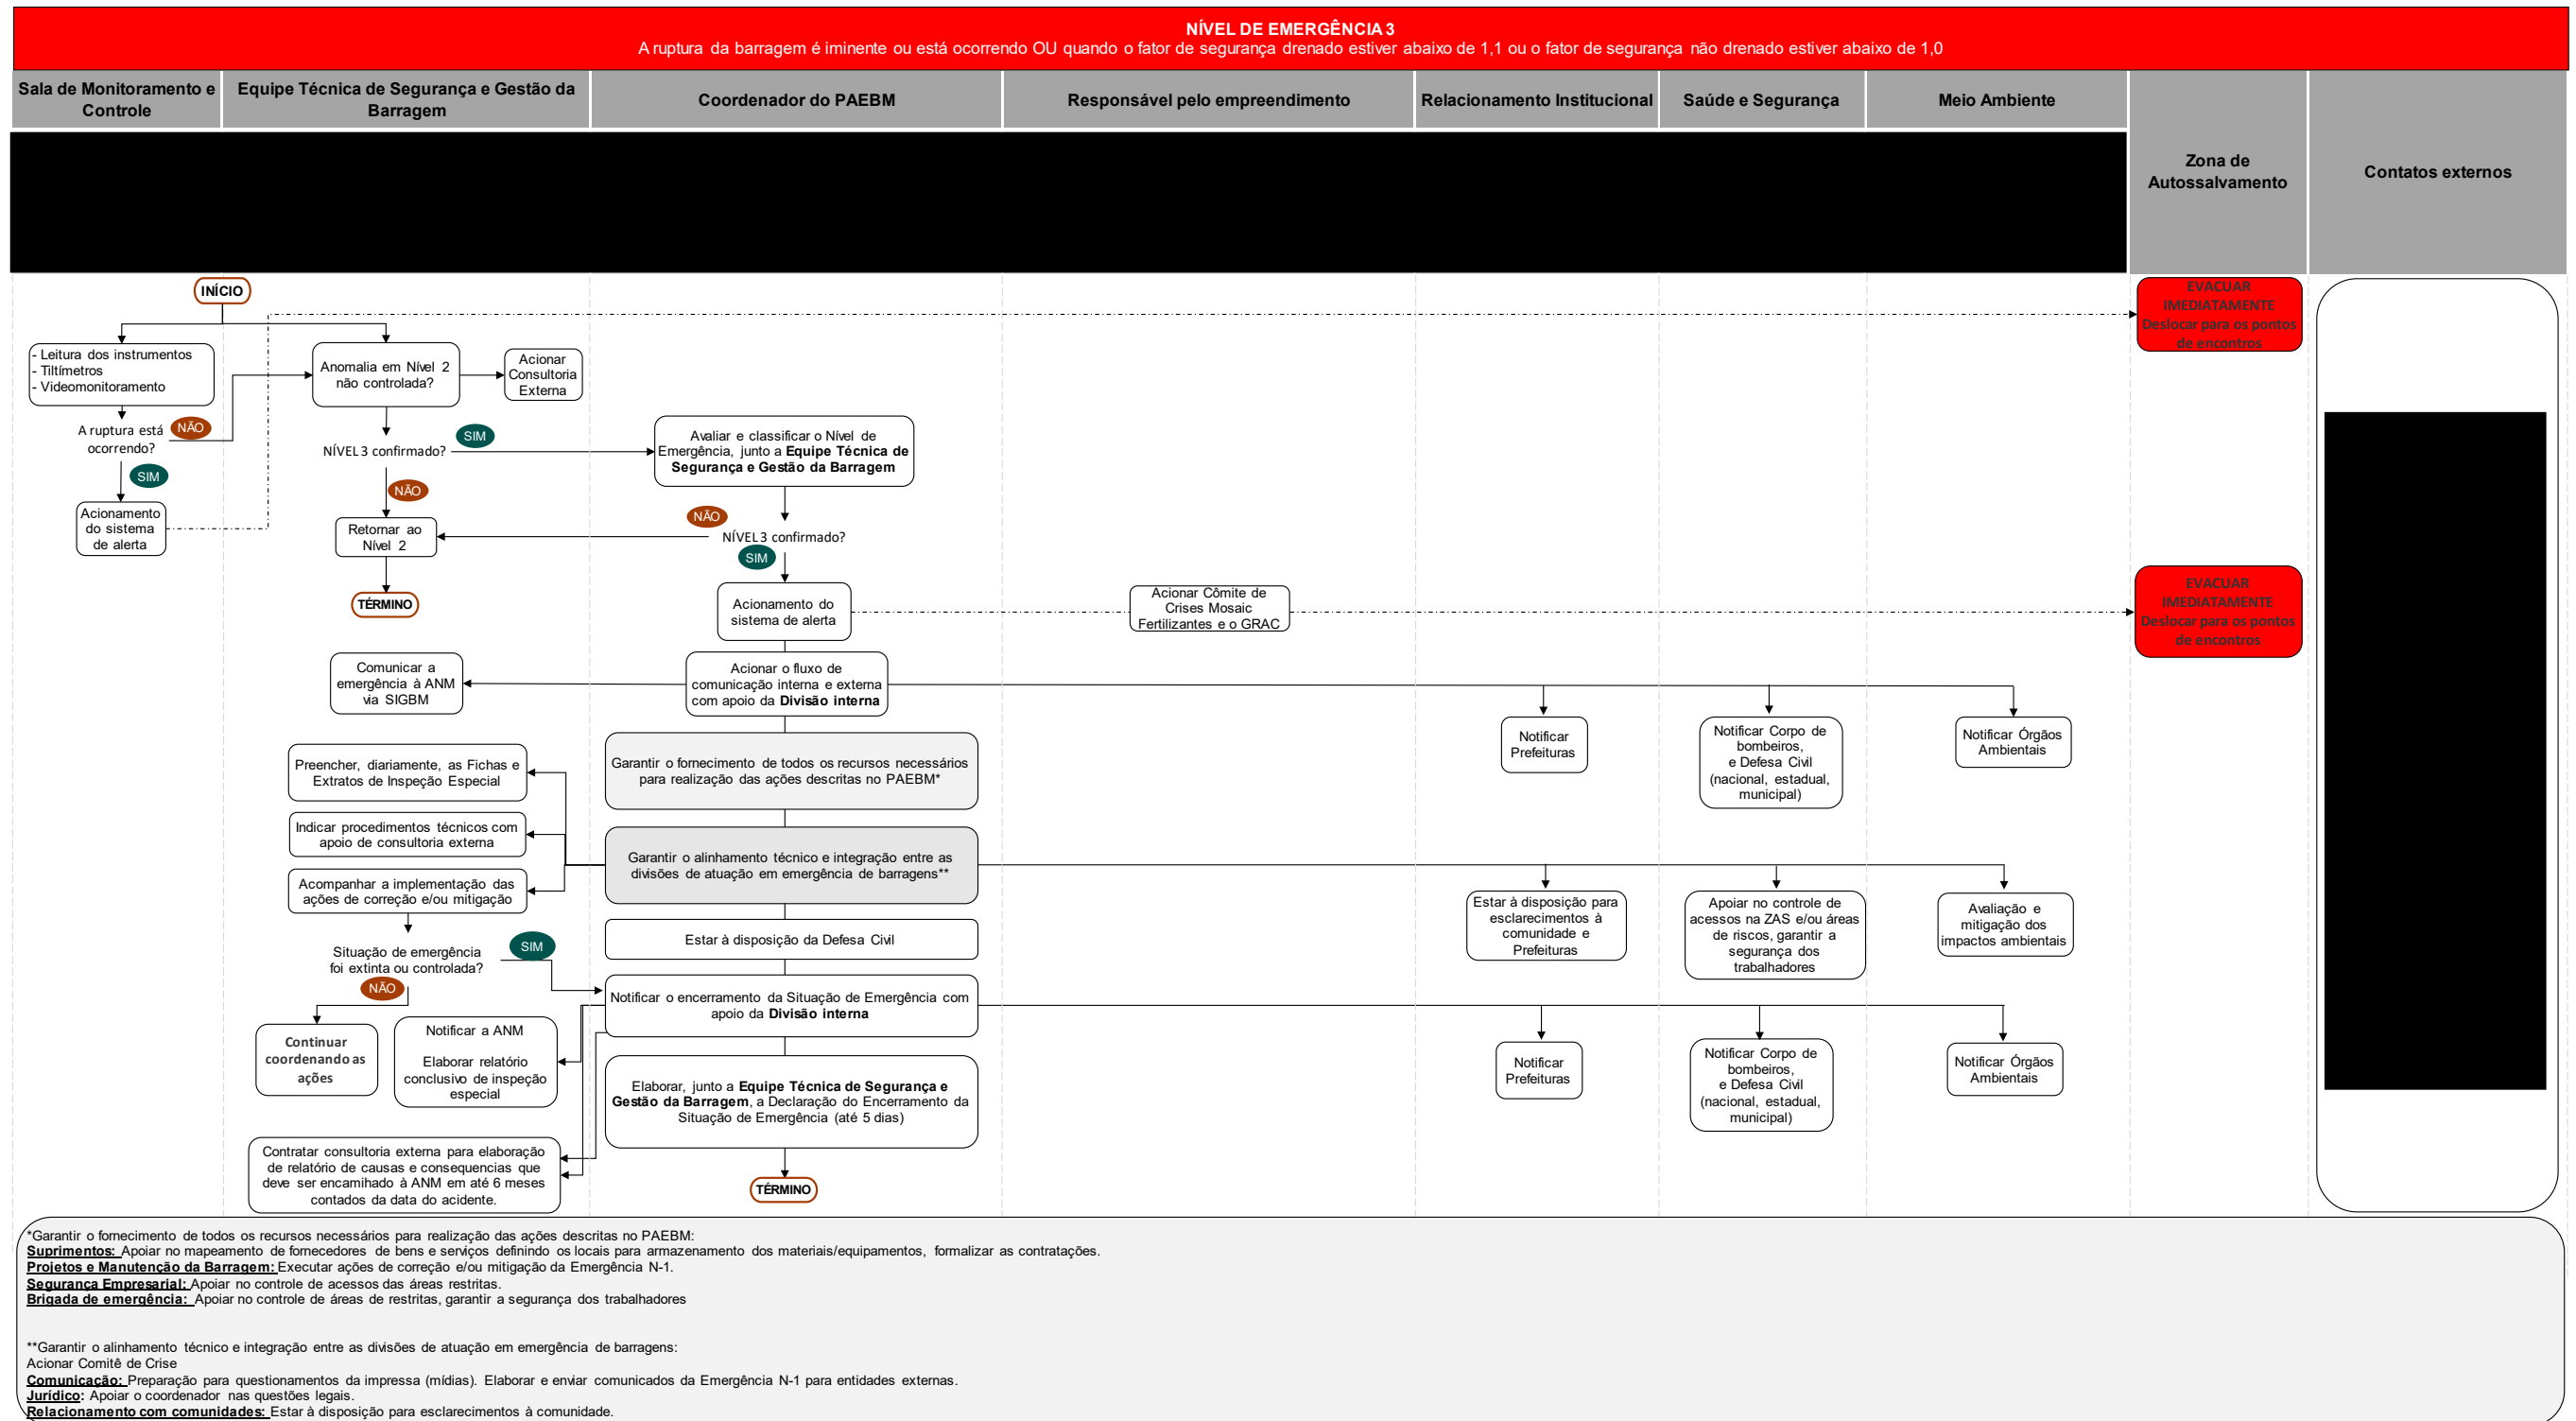 NÍVEL DE EMERGÊNCIA 3
A ruptura da barragem é iminente ou está ocorrendo OU quando o fator de segurança drenado estiver abaixo de 1,1 ou o fator de segurança não drenado estiver abaixo de 1,0
Sala de Monitoramento e
Controle
Equipe Técnica de Segurança e Gestão da
Barragem
Coordenador do PAEBM
Responsável pelo empreendimento
Relacionamento Institucional
Saúde e Segurança
Meio Ambiente
Zona de
Autossalvamento
Contatos externos
INÍCIO
EVACUAR
IMEDIATAMENTE
Deslocar para os pontos
de encontros
- Leitura dos instrumentos
- Tiltímetros
- Videomonitoramento
Anomalia em Nível 2
não controlada?
Acionar
Consultoria
Externa
A ruptura está
ocorrendo?
NÃO
SIM
NÍVEL 3 confirmado?
SIM
Avaliar e classificar o Nível de
Emergência, junto a Equipe Técnica de
Segurança e Gestão da Barragem
NÃO
Acionamento
do sistema
de alerta
Retornar ao
Nível 2
NÃO
NÍVEL 3 confirmado?
SIM
TÉRMINO
Acionamento do
sistema de alerta
Acionar Cômite de
Crises Mosaic
Fertilizantes e o GRAC
EVACUAR
IMEDIATAMENTE
Deslocar para os pontos
de encontros
Comunicar a
emergência à ANM
via SIGBM
Acionar o fluxo de
comunicação interna e externa
com apoio da Divisão interna
Notificar
Prefeituras
Notificar Corpo de
bombeiros,
e Defesa Civil
(nacional, estadual,
municipal)
Notificar Órgãos
Ambientais
Preencher, diariamente, as Fichas e
Extratos de Inspeção Especial
Garantir o fornecimento de todos os recursos necessários
para realização das ações descritas no PAEBM*
Indicar procedimentos técnicos com
apoio de consultoria externa
Garantir o alinhamento técnico e integração entre as
divisões de atuação em emergência de barragens**
Acompanhar a implementação das
ações de correção e/ou mitigação
Estar à disposição para
esclarecimentos à
comunidade e
Prefeituras
Apoiar no controle de
acessos na ZAS e/ou áreas
de riscos, garantir a
segurança dos
trabalhadores
Avaliação e
mitigação dos
impactos ambientais
Estar à disposição da Defesa Civil
Situação de emergência
foi extinta ou controlada?
SIM
NÃO
Notificar o encerramento da Situação de Emergência com
apoio da Divisão interna
Continuar
coordenando as
ações
Notificar a ANM
Elaborar relatório
conclusivo de inspeção
especial
Notificar
Prefeituras
Notificar Corpo de
bombeiros,
e Defesa Civil
(nacional, estadual,
municipal)
Notificar Órgãos
Ambientais
Elaborar, junto a Equipe Técnica de Segurança e
Gestão da Barragem, a Declaração do Encerramento da
Situação de Emergência (até 5 dias)
Contratar consultoria externa para elaboração
de relatório de causas e consequencias que
deve ser encamihado à ANM em até 6 meses
contados da data do acidente.
TÉRMINO
*Garantir o fornecimento de todos os recursos necessários para realização das ações descritas no PAEBM:
Suprimentos: Apoiar no mapeamento de fornecedores de bens e serviços definindo os locais para armazenamento dos materiais/equipamentos, formalizar as contratações.
Projetos e Manutenção da Barragem: Executar ações de correção e/ou mitigação da Emergência N-1.
Segurança Empresarial: Apoiar no controle de acessos das áreas restritas.
Brigada de emergência: Apoiar no controle de áreas de restritas, garantir a segurança dos trabalhadores
**Garantir o alinhamento técnico e integração entre as divisões de atuação em emergência de barragens:
Acionar Comitê de Crise
Comunicação: Preparação para questionamentos da impressa (mídias). Elaborar e enviar comunicados da Emergência N-1 para entidades externas.
Jurídico: Apoiar o coordenador nas questões legais.
Relacionamento com comunidades: Estar à disposição para esclarecimentos à comunidade.